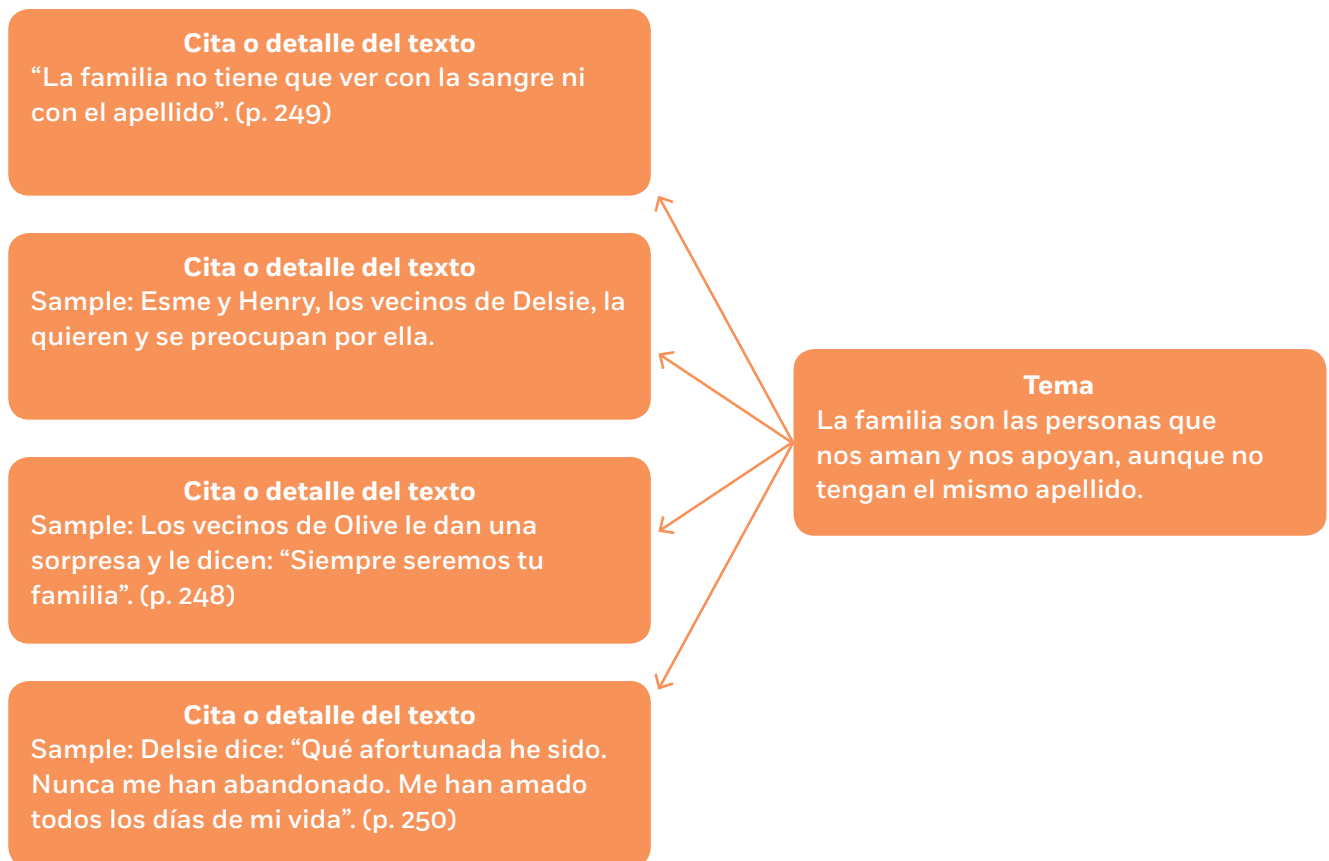 Cita o detalle del texto
“La familia no tiene que ver con la sangre ni
con el apellido”. (p. 249)
Cita o detalle del texto
Sample: Esme y Henry, los vecinos de Delsie, la
quieren y se preocupan por ella.
Cita o detalle del texto
Sample: Los vecinos de Olive le dan una
sorpresa y le dicen: “Siempre seremos tu
familia”. (p. 248)
Cita o detalle del texto
Sample: Delsie dice: “Qué afortunada he sido.
Nunca me han abandonado. Me han amado
todos los días de mi vida”. (p. 250)
Tema
La familia son las personas que
nos aman y nos apoyan, aunque no
tengan el mismo apellido.